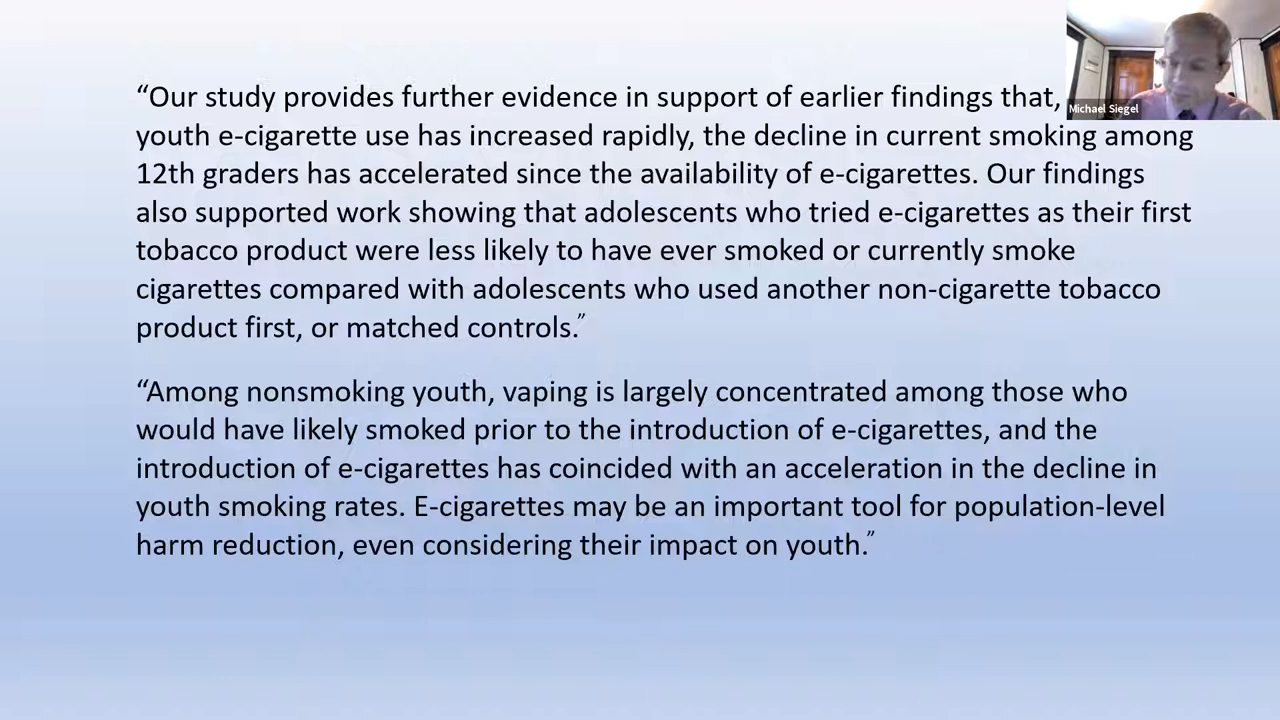 “Our study provides further evidence in support of earlier findings that,
Michael Siegel
youth e-cigarette use has increased rapidly, the decline in current smoking among
12th graders has accelerated since the availability of e-cigarettes. Our findings
also supported work showing that adolescents who tried e-cigarettes as their first
tobacco product were less likely to have ever smoked or currently smoke
cigarettes compared with adolescents who used another non-cigarette tobacco
product first, or matched controls.”
“Among nonsmoking youth, vaping is largely concentrated among those who
would have likely smoked prior to the introduction of e-cigarettes, and the
introduction of e-cigarettes has coincided with an acceleration in the decline in
youth smoking rates. E-cigarettes may be an important tool for population-level
harm reduction, even considering their impact on youth.”